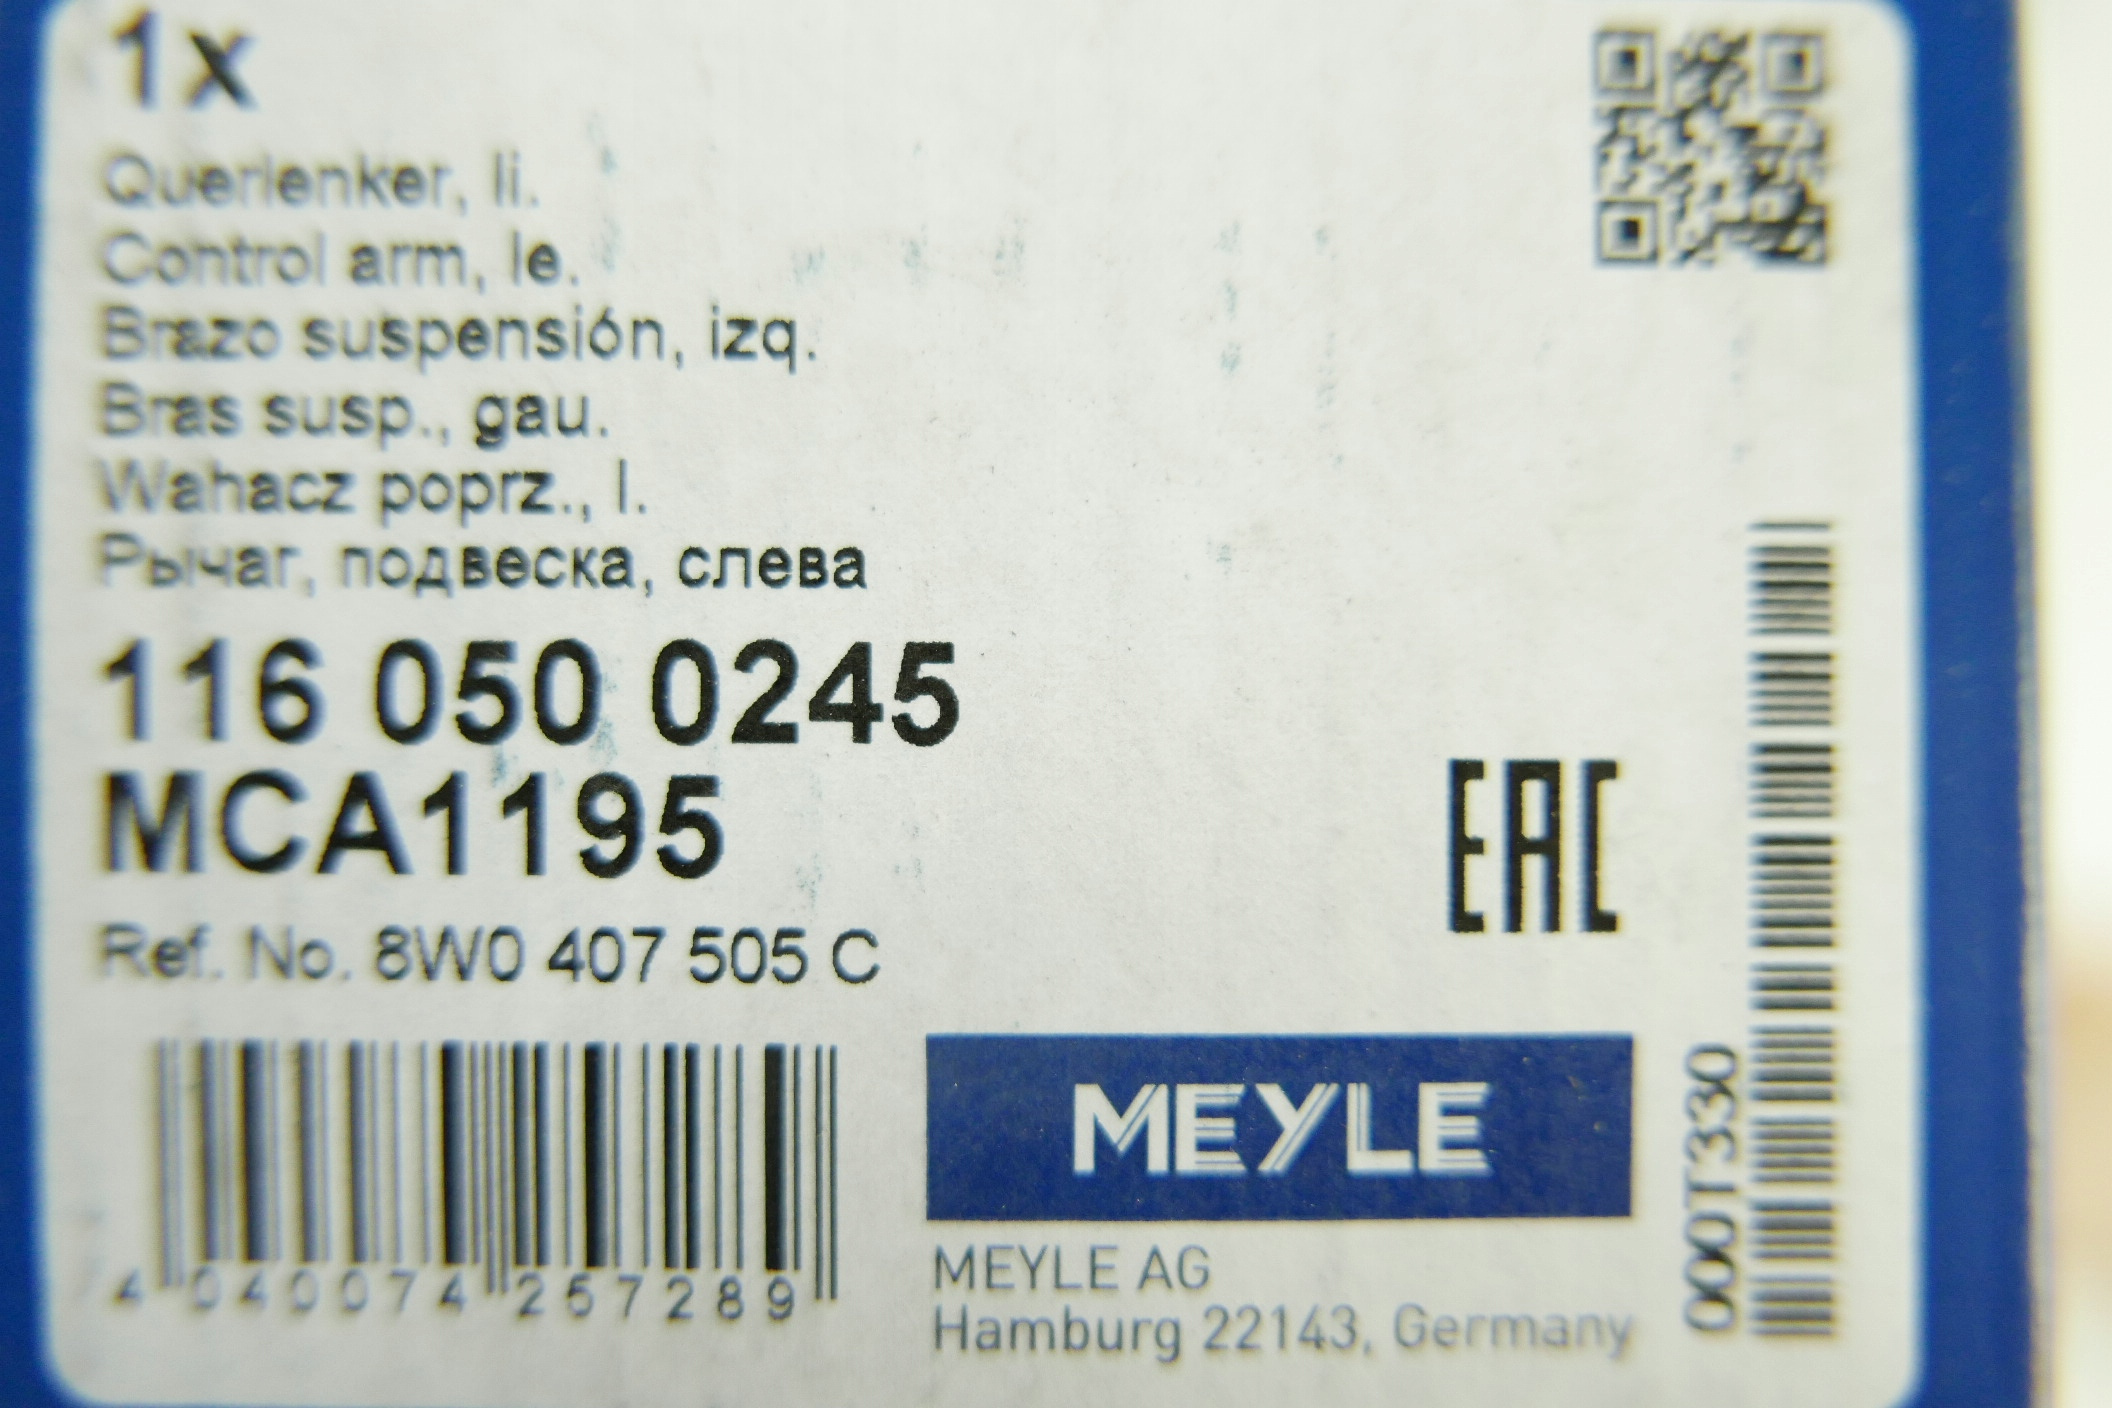 1x
Querlenker, li.
Control arm, le.
Brazo suspensión, izq.
Bras susp., gau.
Wahacz poprz., l.
Рычаг, подвеска, слева
116 050 0245
MCA1195
EAC
Ref. No. 8W0 407 505 C
4 040074 257289
MEYLE
MEYLE AG
Hamburg 22143, Germany
000T330